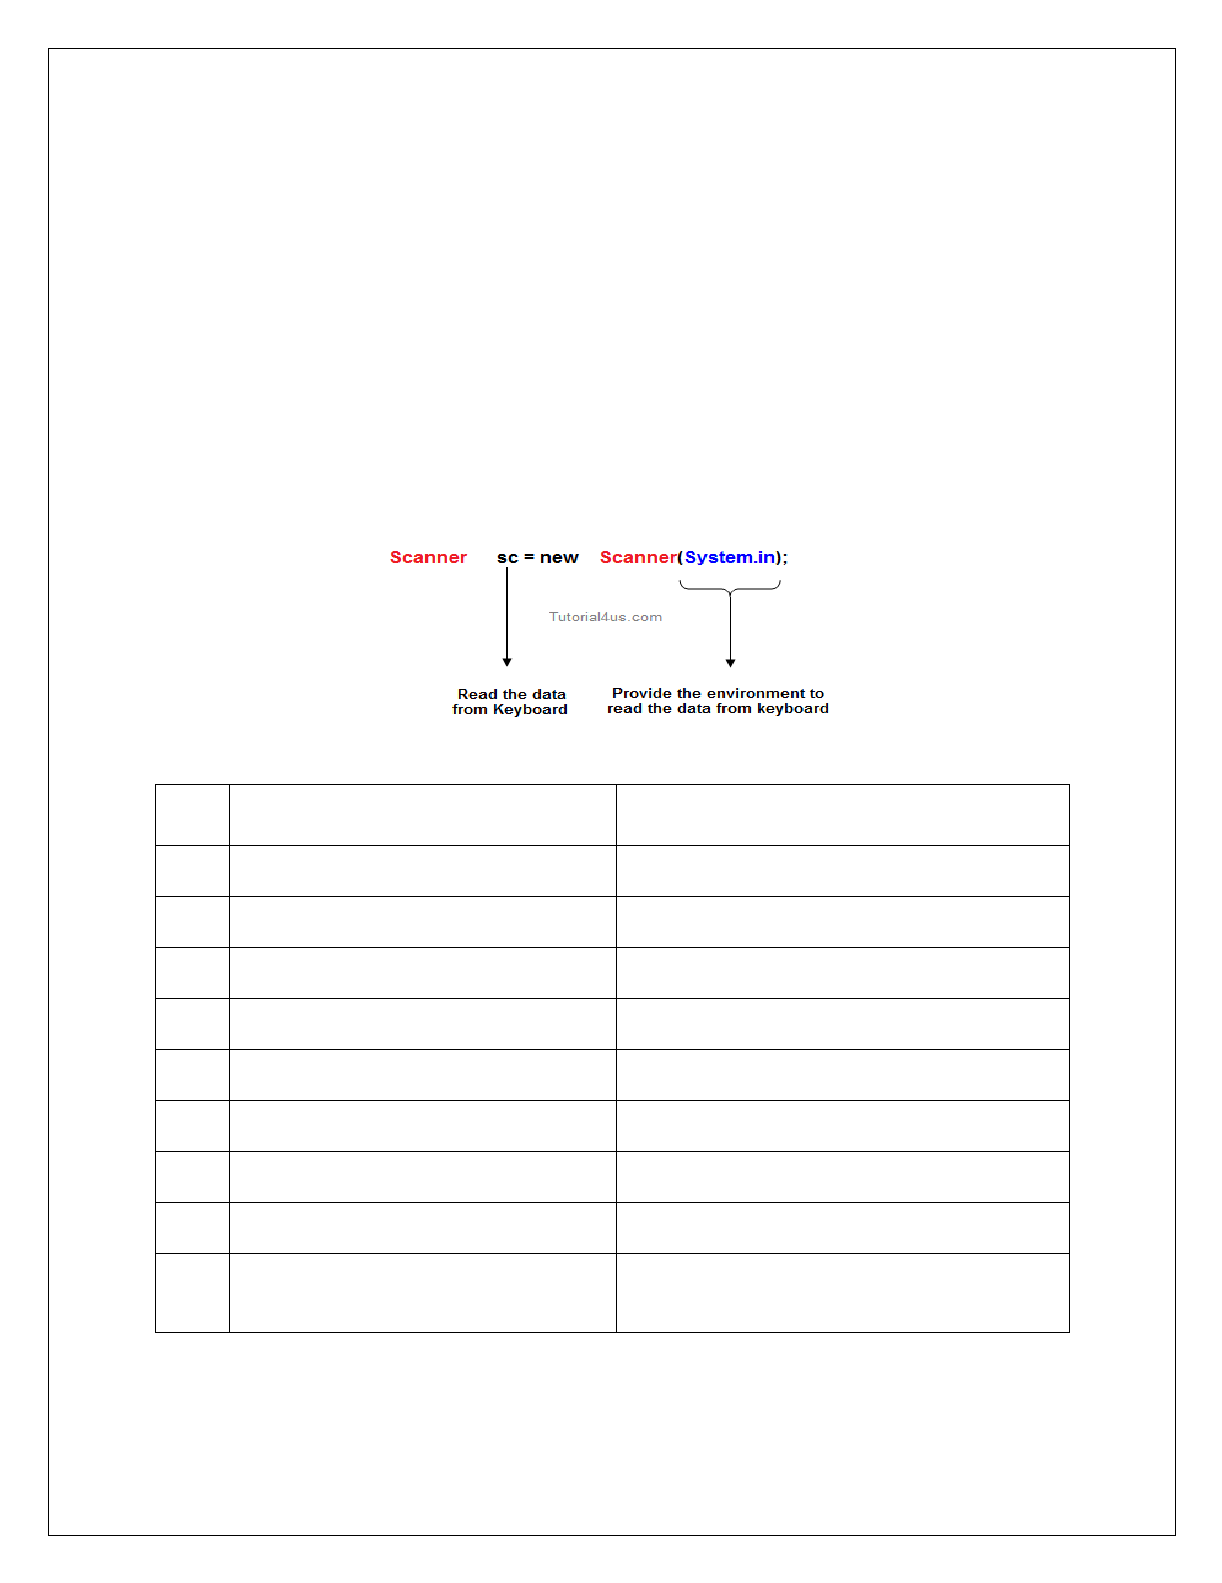 Scanner sc = new Scanner(System.in);
Tutorial4us.com
Read the data
from Keyboard
Provide the environment to
read the data from keyboard